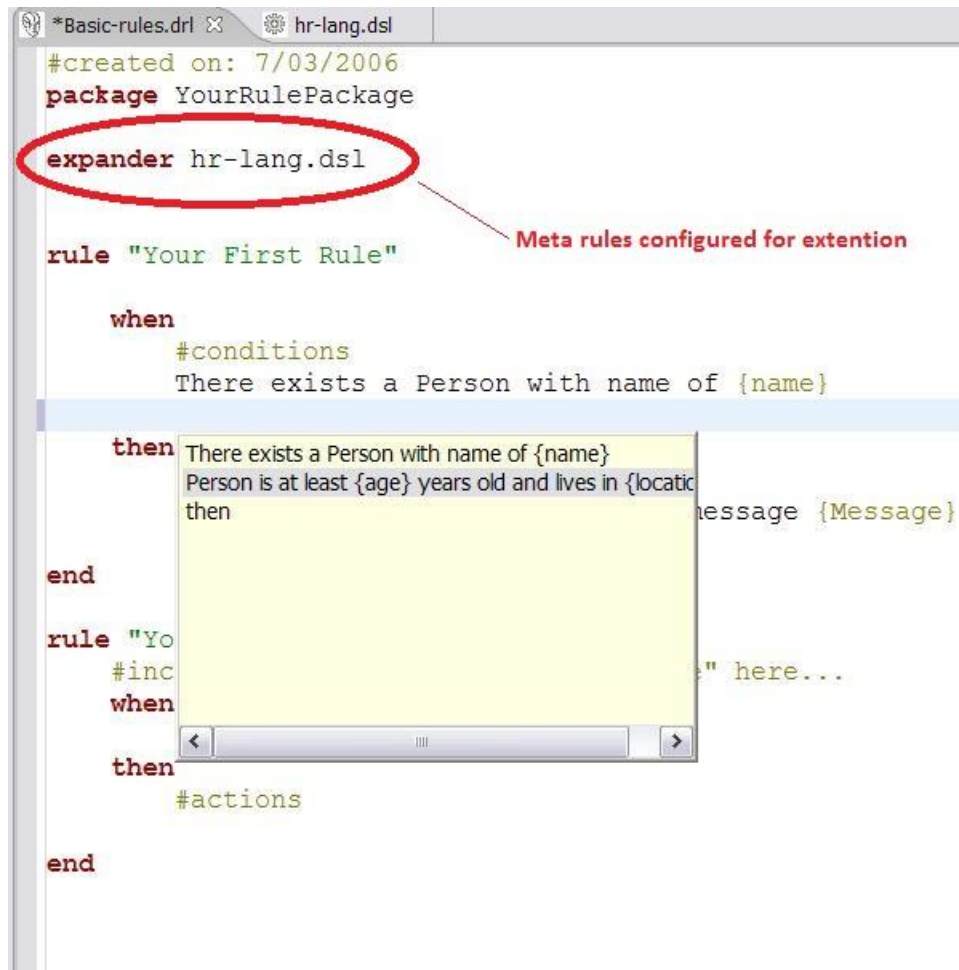 *Basic-rules.drl hr-lang.dsl
#created on: 7/03/2006
package YourRulePackage
expander hr-lang.dsl
Meta rules configured for extention
rule "Your First Rule"
when
#conditions
There exists a Person with name of {name}
then
There exists a Person with name of {name}
Person is at least {age} years old and lives in {locatic
then
message {Message}
end
rule "Yo
#inc " here...
when
then
#actions
end